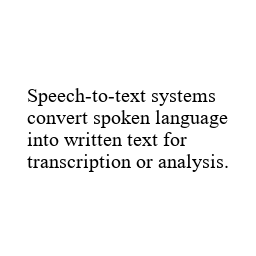 Speech-to-text systems
convert spoken language
into written text for
transcription or analysis.